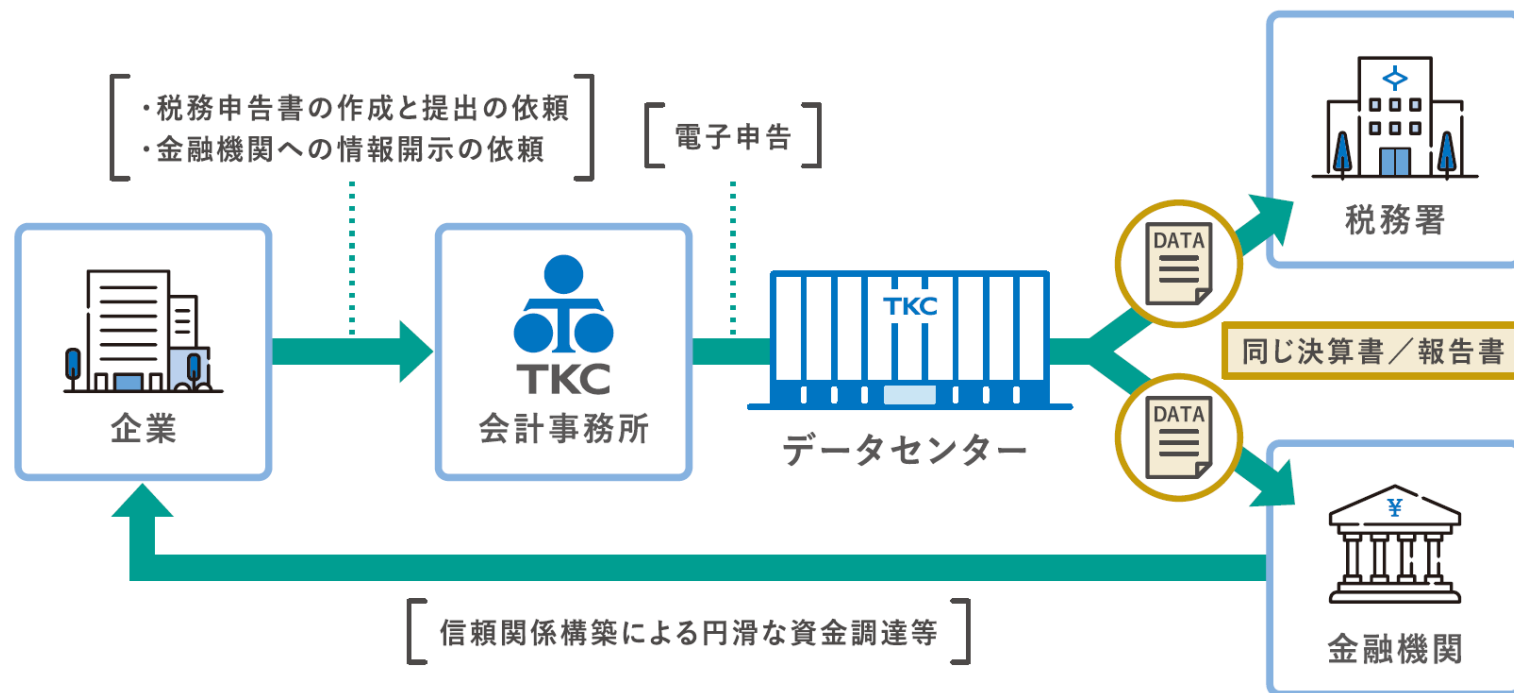 ・税務申告書の作成と提出の依頼
・金融機関への情報開示の依頼
電子申告
税務署
DATA
TKC
同じ決算書／報告書
企業
TKC
会計事務所
データセンター
DATA
¥
信頼関係構築による円滑な資金調達等
金融機関